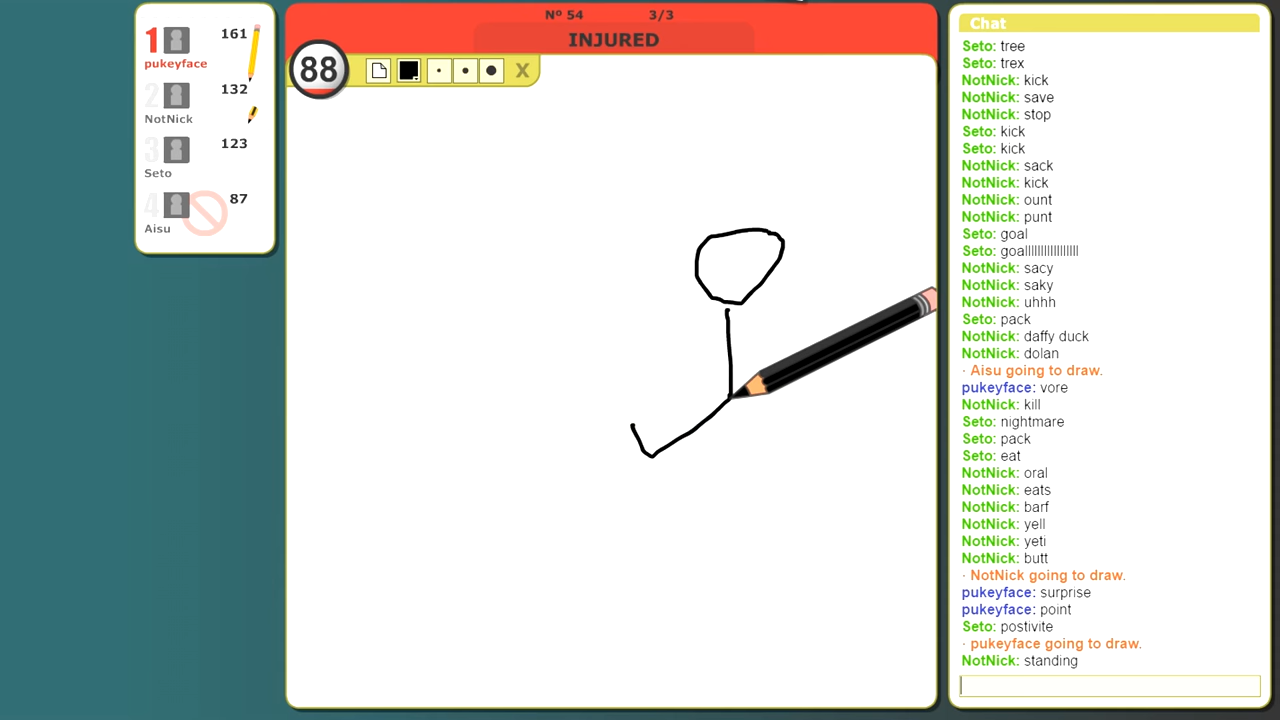 1
161
pukeyface
2
132
NotNick
3
123
Seto
4
87
Aisu
Nº 54
3/3
INJURED
88
X
Chat
Seto: tree
Seto: trex
NotNick: kick
NotNick: save
NotNick: stop
Seto: kick
Seto: kick
NotNick: sack
NotNick: kick
NotNick: ount
NotNick: punt
Seto: goal
Seto: goalllllllllllllllll
NotNick: sacy
NotNick: saky
NotNick: uhhh
Seto: pack
NotNick: daffy duck
NotNick: dolan
· Aisu going to draw.
pukeyface: vore
NotNick: kill
Seto: nightmare
Seto: pack
Seto: eat
NotNick: oral
NotNick: eats
NotNick: barf
NotNick: yell
NotNick: yeti
NotNick: butt
· NotNick going to draw.
pukeyface: surprise
pukeyface: point
Seto: postivite
· pukeyface going to draw.
NotNick: standing